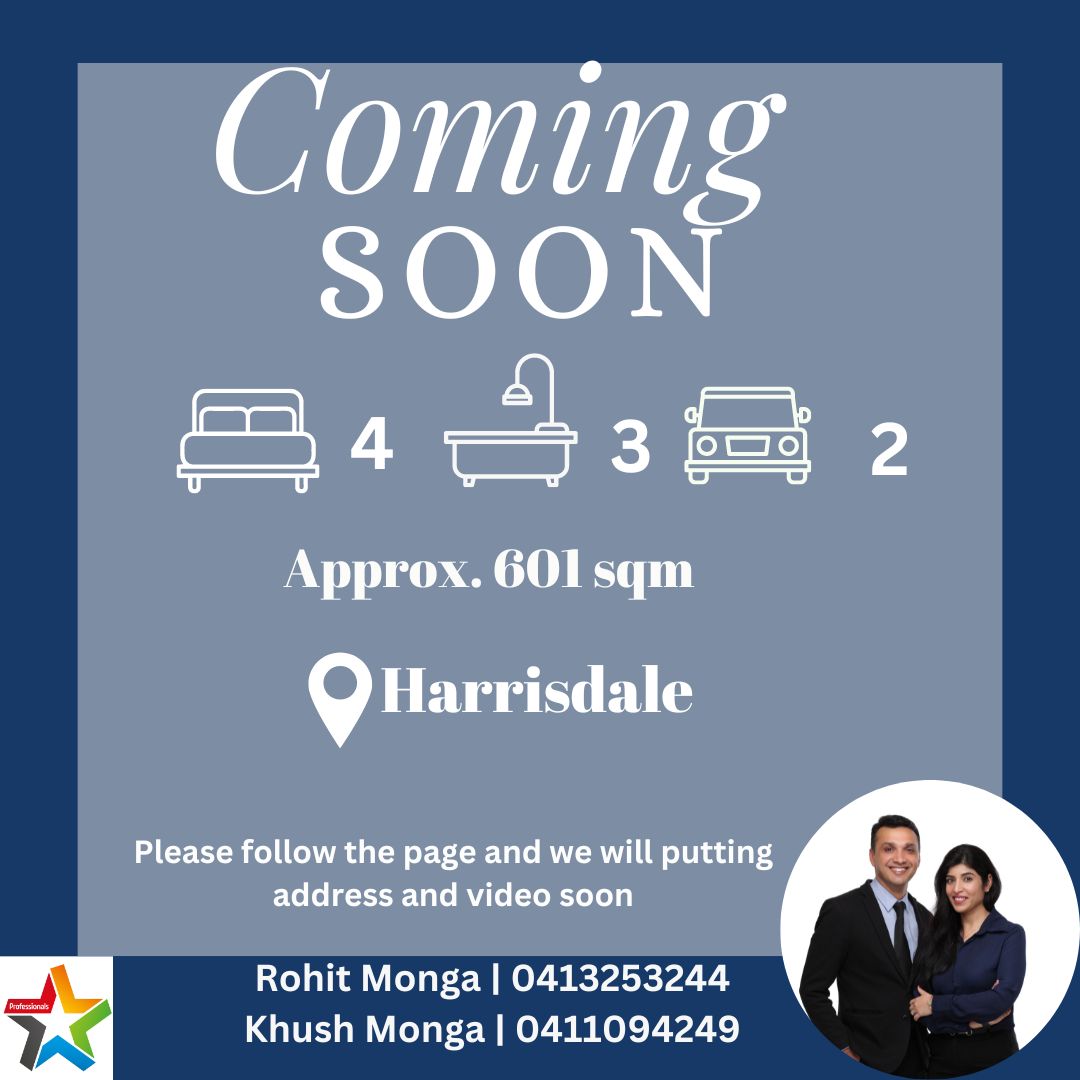 Coming
SOON
4 3 2
Approx. 601 sqm
Harrisdale
Please follow the page and we will putting
address and video soon
Rohit Monga | 0413253244
Khush Monga | 0411094249
Professionals